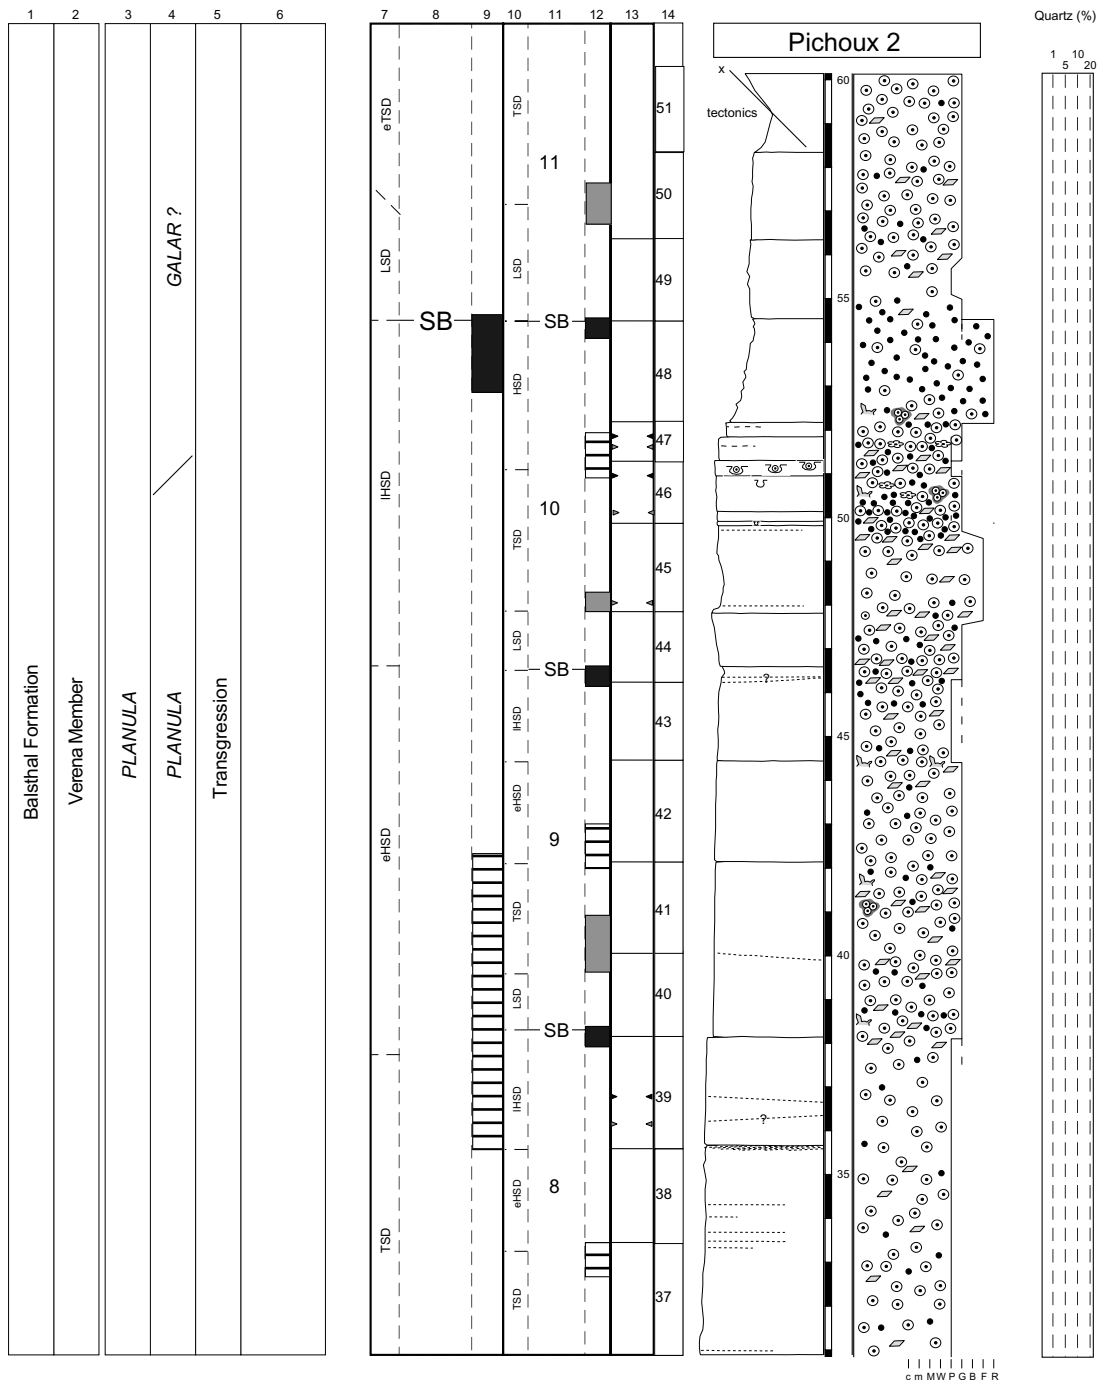 1 2 3 4 5 6 7 8 9 10 11 12 13 14
Quartz (%)
1 5 10 20
Pichoux 2
x
tectonics
Balsthal Formation
Verena Member
PLANULA
GALAR ?
PLANULA
Transgression
eTSD
LSD
lHSD
eHSD
TSD
SB
TSD
LSD
HSD
TSD
LSD
lHSD
eHSD
TSD
LSD
lHSD
eHSD
TSD
11
SB
10
SB
9
SB
8
51
50
49
48
47
46
45
44
43
42
41
40
39
38
37
?
?
60
55
50
45
40
35
c m M W P G B F R